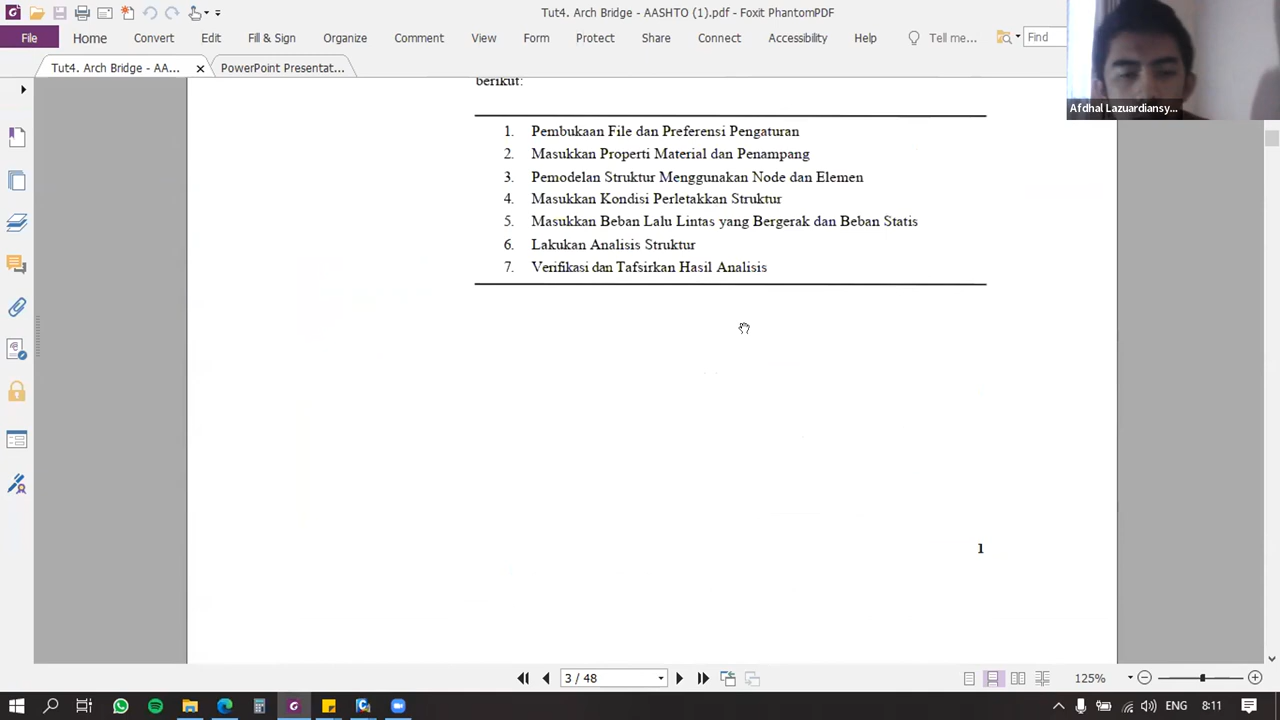 Tut4. Arch Bridge - AASHTO (1).pdf - Foxit PhantomPDF
File Home Convert Edit Fill & Sign Organize Comment View Form Protect Share Connect Accessibility Help Tell me... Find
Tut4. Arch Bridge - AA... PowerPoint Presentat...
Afdhal Lazuardiansy...
berikut:
1. Pembukaan File dan Preferensi Pengaturan
2. Masukkan Properti Material dan Penampang
3. Pemodelan Struktur Menggunakan Node dan Elemen
4. Masukkan Kondisi Perletakkan Struktur
5. Masukkan Beban Lalu Lintas yang Bergerak dan Beban Statis
6. Lakukan Analisis Struktur
7. Verifikasi dan Tafsirkan Hasil Analisis
1
3 / 48 125%
ENG 8:11